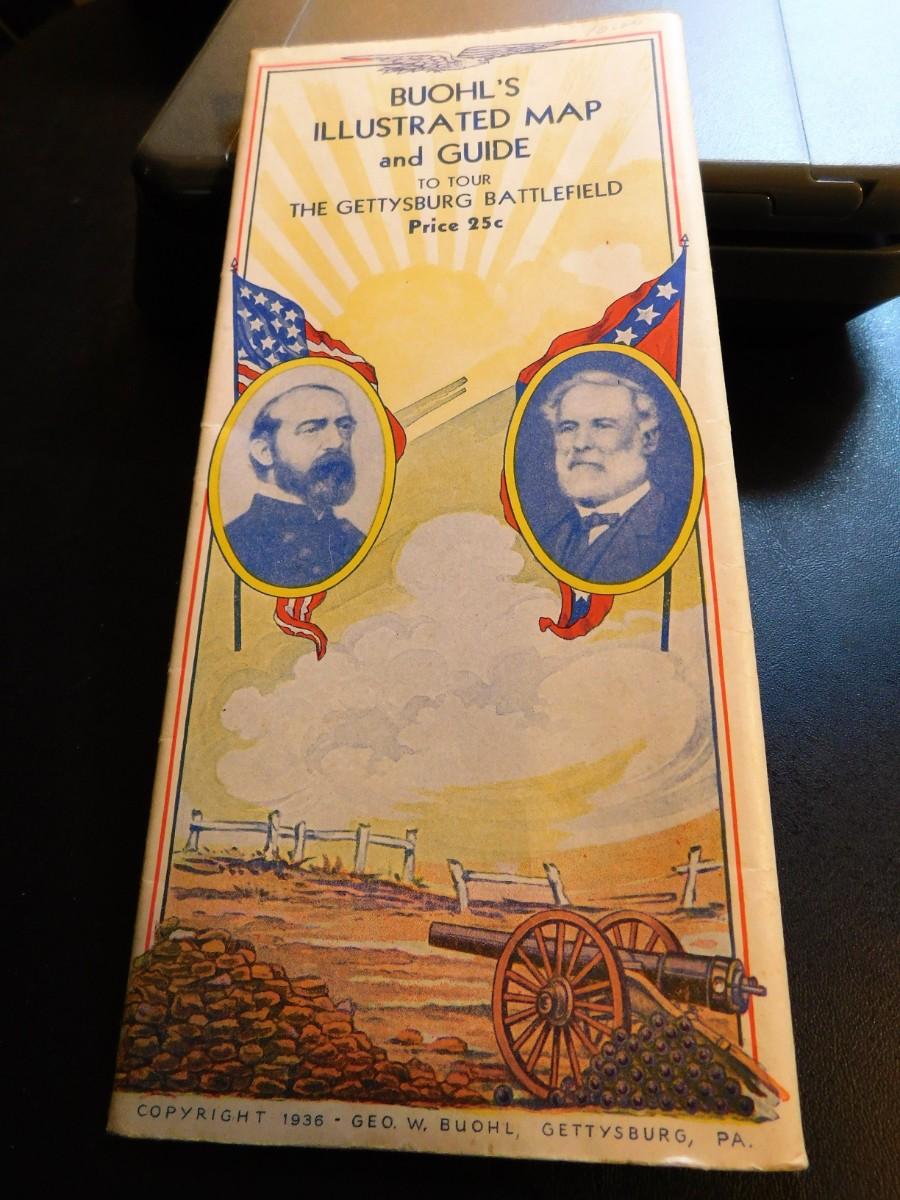 BUOHL'S
ILLUSTRATED MAP
and GUIDE
TO TOUR
THE GETTYSBURG BATTLEFIELD
Price 25c
COPYRIGHT 1936 - GEO. W. BUOHL, GETTYSBURG, PA.